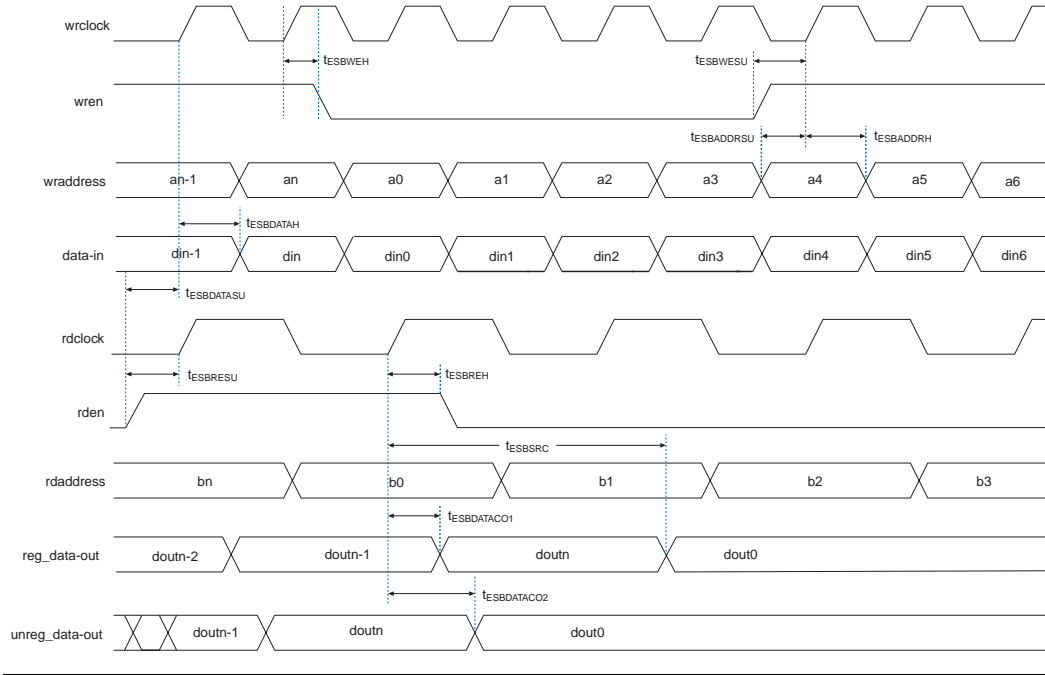 wrclock
tESBWEH
tESBWESU
wren
tESBADDRSU
tESBADDRH
wraddress
an-1 an a0 a1 a2 a3 a4 a5 a6
tESBDATAH
data-in
din-1 din din0 din1 din2 din3 din4 din5 din6
tESBDATASU
rdclock
tESBRESU
tESBREH
rden
tESBSRC
rdaddress
bn b0 b1 b2 b3
tESBDATACO1
reg_data-out
doutn-2 doutn-1 doutn dout0
tESBDATACO2
unreg_data-out
doutn-1 doutn dout0